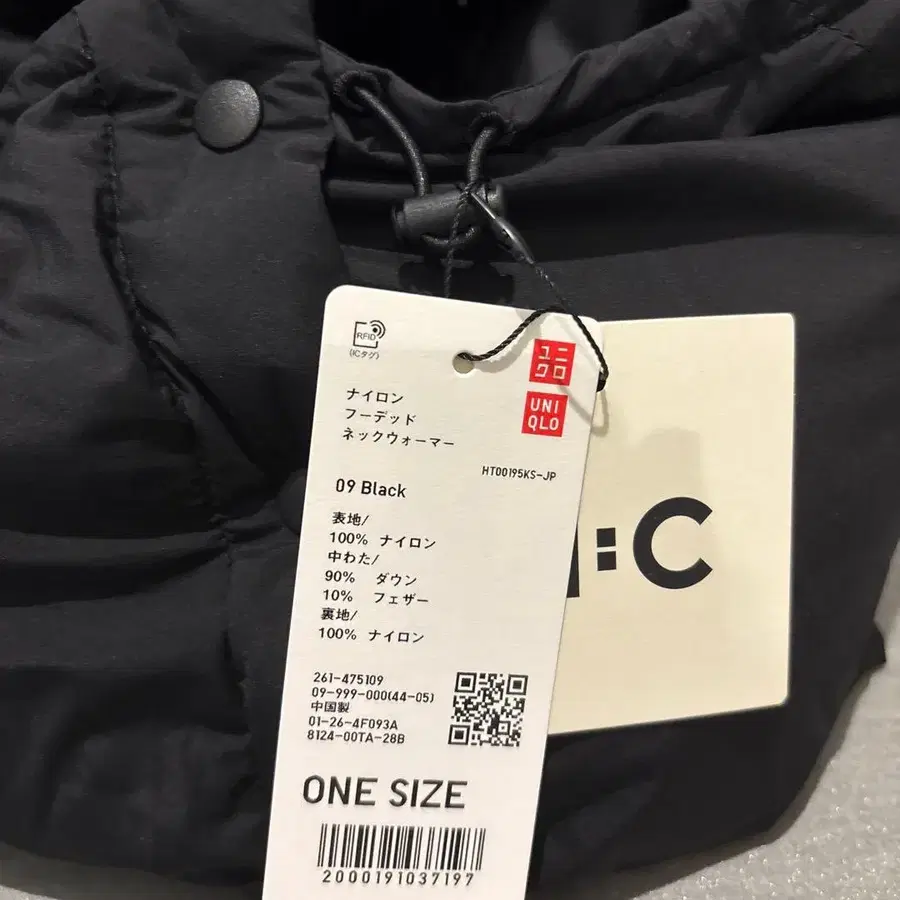 RFID
(ICタグ)
ユニ
クロ
UNI
QLO
ナイロン
フーデッド
ネックウォーマー
HT00195KS-JP
09 Black
表地/
100% ナイロン
中わた/
90% ダウン
10% フェザー
裏地/
100% ナイロン
261-475109
09-999-000(44-05)
中国製
01-26-4F093A
8124-00TA-28B
ONE SIZE
2000191037197
:C